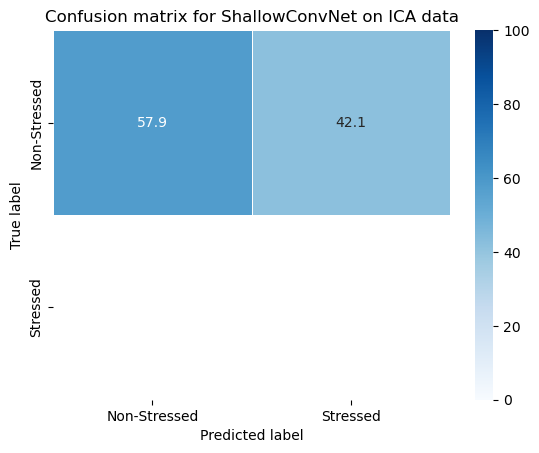 Confusion matrix for ShallowConvNet on ICA data
True label
Non-Stressed
Stressed
57.9
42.1
Non-Stressed
Stressed
Predicted label
100
80
60
40
20
0